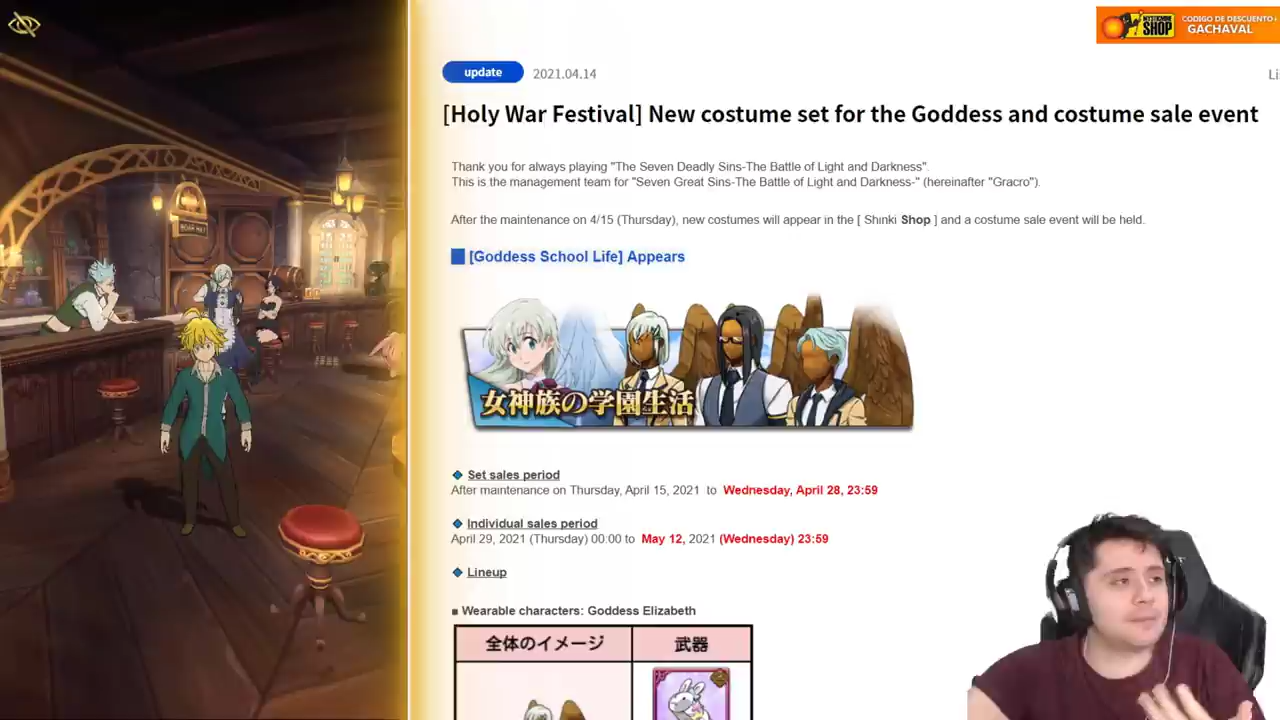 SHOP
CODIGO DE DESCUENTO
GACHAVAL
update
2021.04.14
Li
[Holy War Festival] New costume set for the Goddess and costume sale event
Thank you for always playing "The Seven Deadly Sins-The Battle of Light and Darkness".
This is the management team for "Seven Great Sins-The Battle of Light and Darkness-" (hereinafter "Gracro").
After the maintenance on 4/15 (Thursday), new costumes will appear in the [ Shinki Shop ] and a costume sale event will be held.
[Goddess School Life] Appears
女神族の学園生活
Set sales period
After maintenance on Thursday, April 15, 2021 to Wednesday, April 28, 23:59
Individual sales period
April 29, 2021 (Thursday) 00:00 to May 12, 2021 (Wednesday) 23:59
Lineup
Wearable characters: Goddess Elizabeth
全体のイメージ
武器